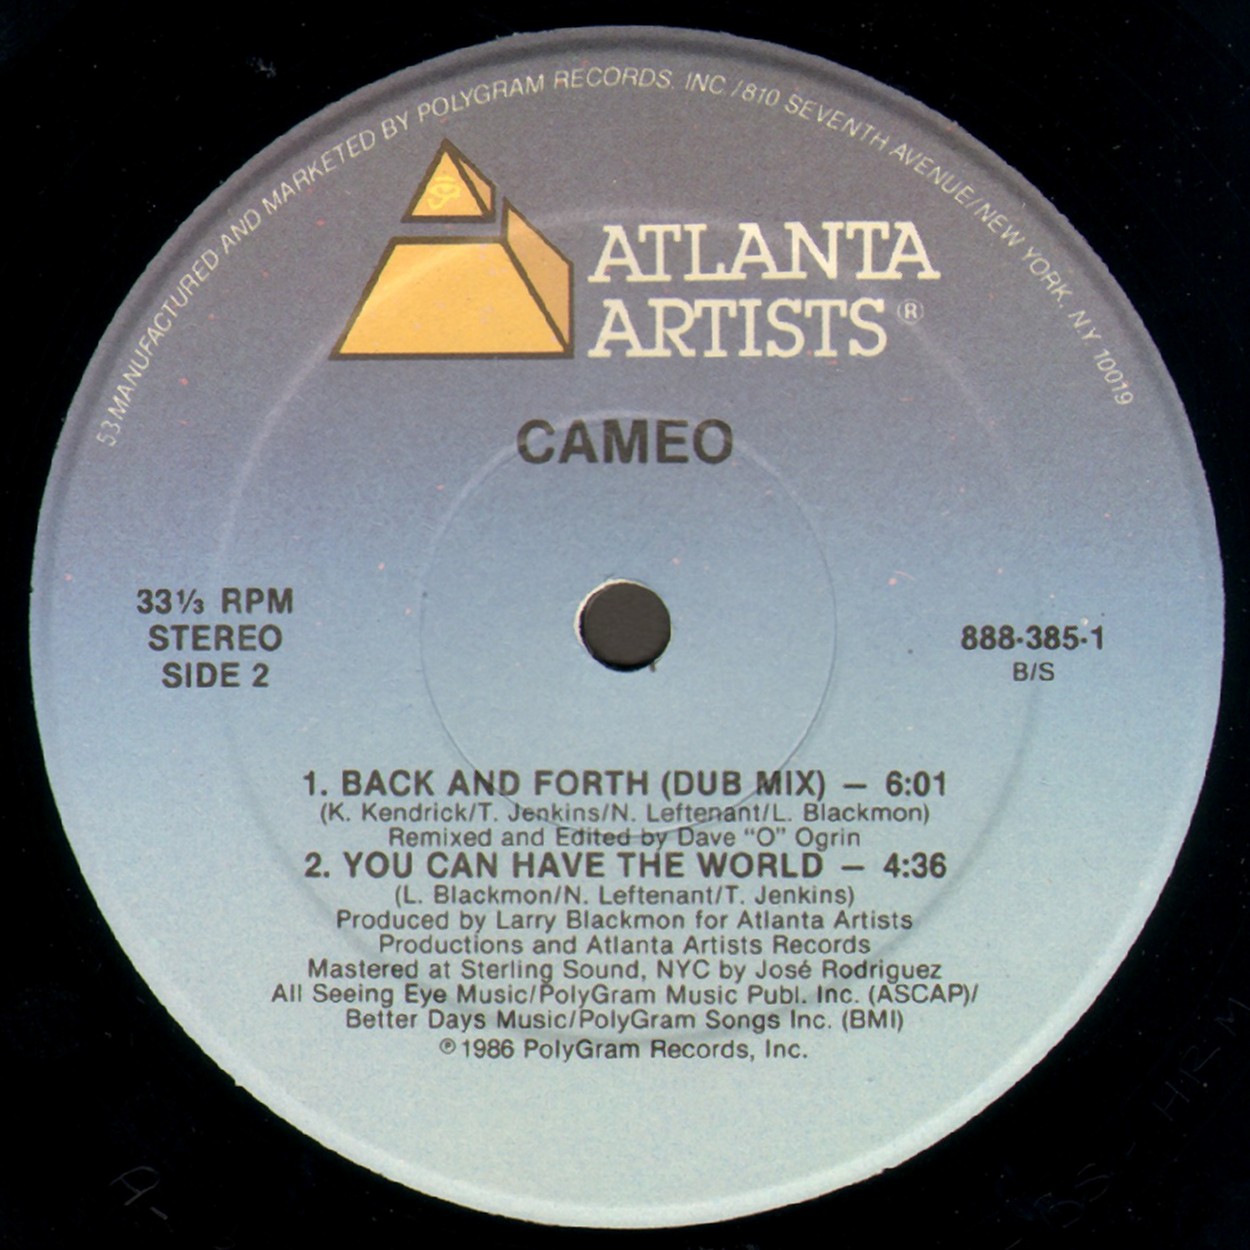 53 MANUFACTURED AND MARKETED BY POLYGRAM RECORDS, INC./810 SEVENTH AVENUE/NEW YORK, N.Y 10019
ATLANTA
ARTISTS®
CAMEO
33⅓ RPM
STEREO
SIDE 2
888·385·1
B/S
1. BACK AND FORTH (DUB MIX) — 6:01
(K. Kendrick/T. Jenkins/N. Leftenant/L. Blackmon)
Remixed and Edited by Dave “O” Ogrin
2. YOU CAN HAVE THE WORLD — 4:36
(L. Blackmon/N. Leftenant/T. Jenkins)
Produced by Larry Blackmon for Atlanta Artists
Productions and Atlanta Artists Records
Mastered at Sterling Sound, NYC by José Rodriguez
All Seeing Eye Music/PolyGram Music Publ. Inc. (ASCAP)/
Better Days Music/PolyGram Songs Inc. (BMI)
℗1986 PolyGram Records, Inc.